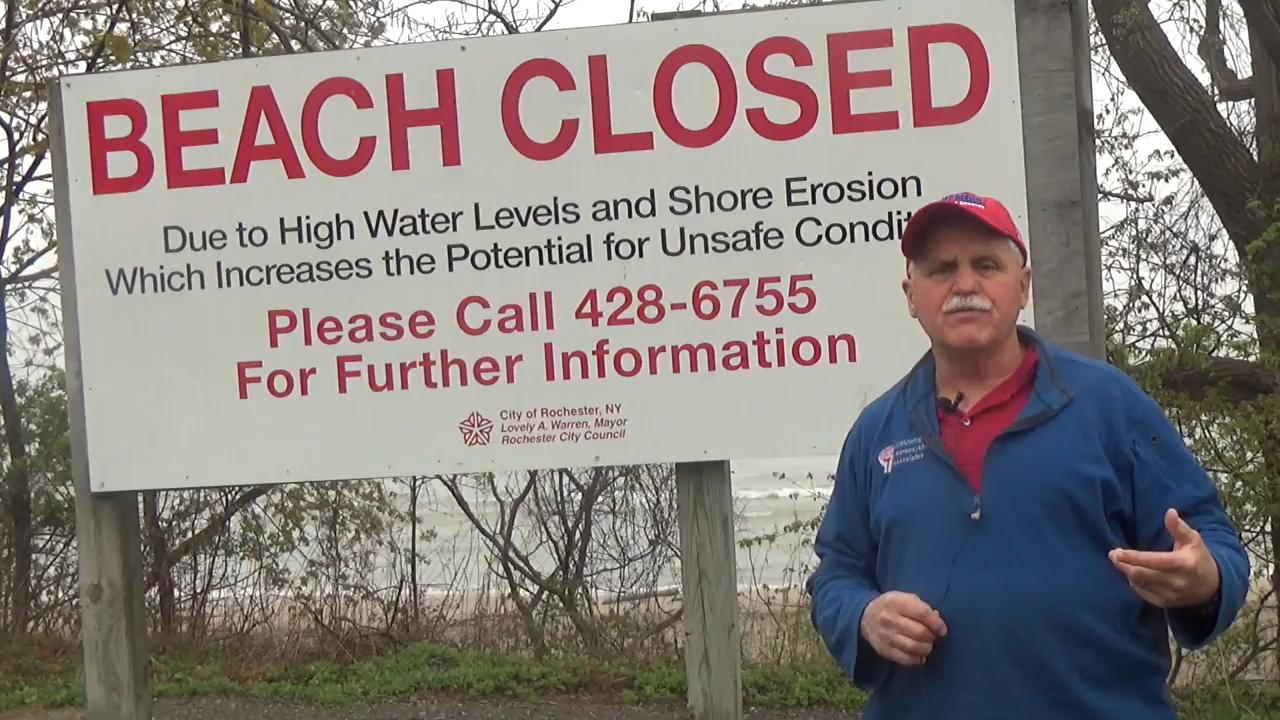 BEACH CLOSED
Due to High Water Levels and Shore Erosion
Which Increases the Potential for Unsafe Condit
Please Call 428-6755
For Further Information
City of Rochester, NY
Lovely A. Warren, Mayor
Rochester City Council